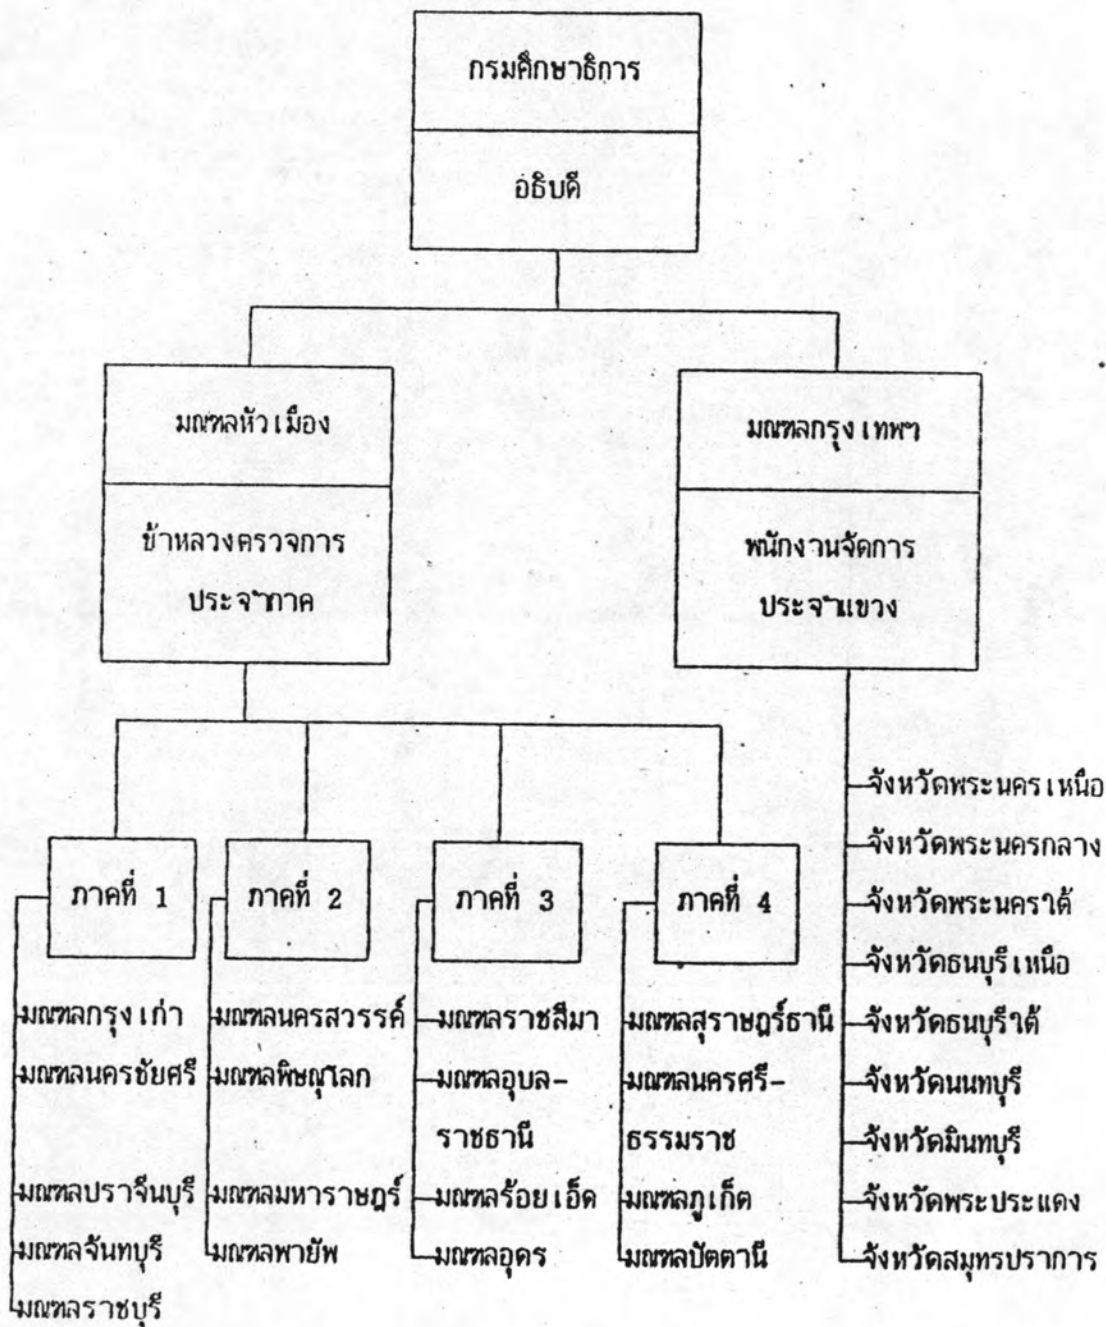 กรมศึกษาธิการ
อธิบดี
มณฑลหัวเมือง
ข้าหลวงตรวจการ
ประจำภาค
มณฑลกรุงเทพฯ
พนักงานจัดการ
ประจำแขวง
ภาคที่ 1
มณฑลกรุงเก่า
มณฑลนครชัยศรี
มณฑลปราจีนบุรี
มณฑลจันทบุรี
มณฑลราชบุรี
ภาคที่ 2
มณฑลนครสวรรค์
มณฑลพิษณุโลก
มณฑลมหาราษฎร์
มณฑลพายัพ
ภาคที่ 3
มณฑลราชสีมา
มณฑลอุบล-
ราชธานี
มณฑลร้อยเอ็ด
มณฑลอุดร
ภาคที่ 4
มณฑลสุราษฎร์ธานี
มณฑลนครศรี-
ธรรมราช
มณฑลภูเก็ต
มณฑลปัตตานี
จังหวัดพระนครเหนือ
จังหวัดพระนครกลาง
จังหวัดพระนครใต้
จังหวัดธนบุรีเหนือ
จังหวัดธนบุรีใต้
จังหวัดนนทบุรี
จังหวัดมินทบุรี
จังหวัดพระประแดง
จังหวัดสมุทรปราการ